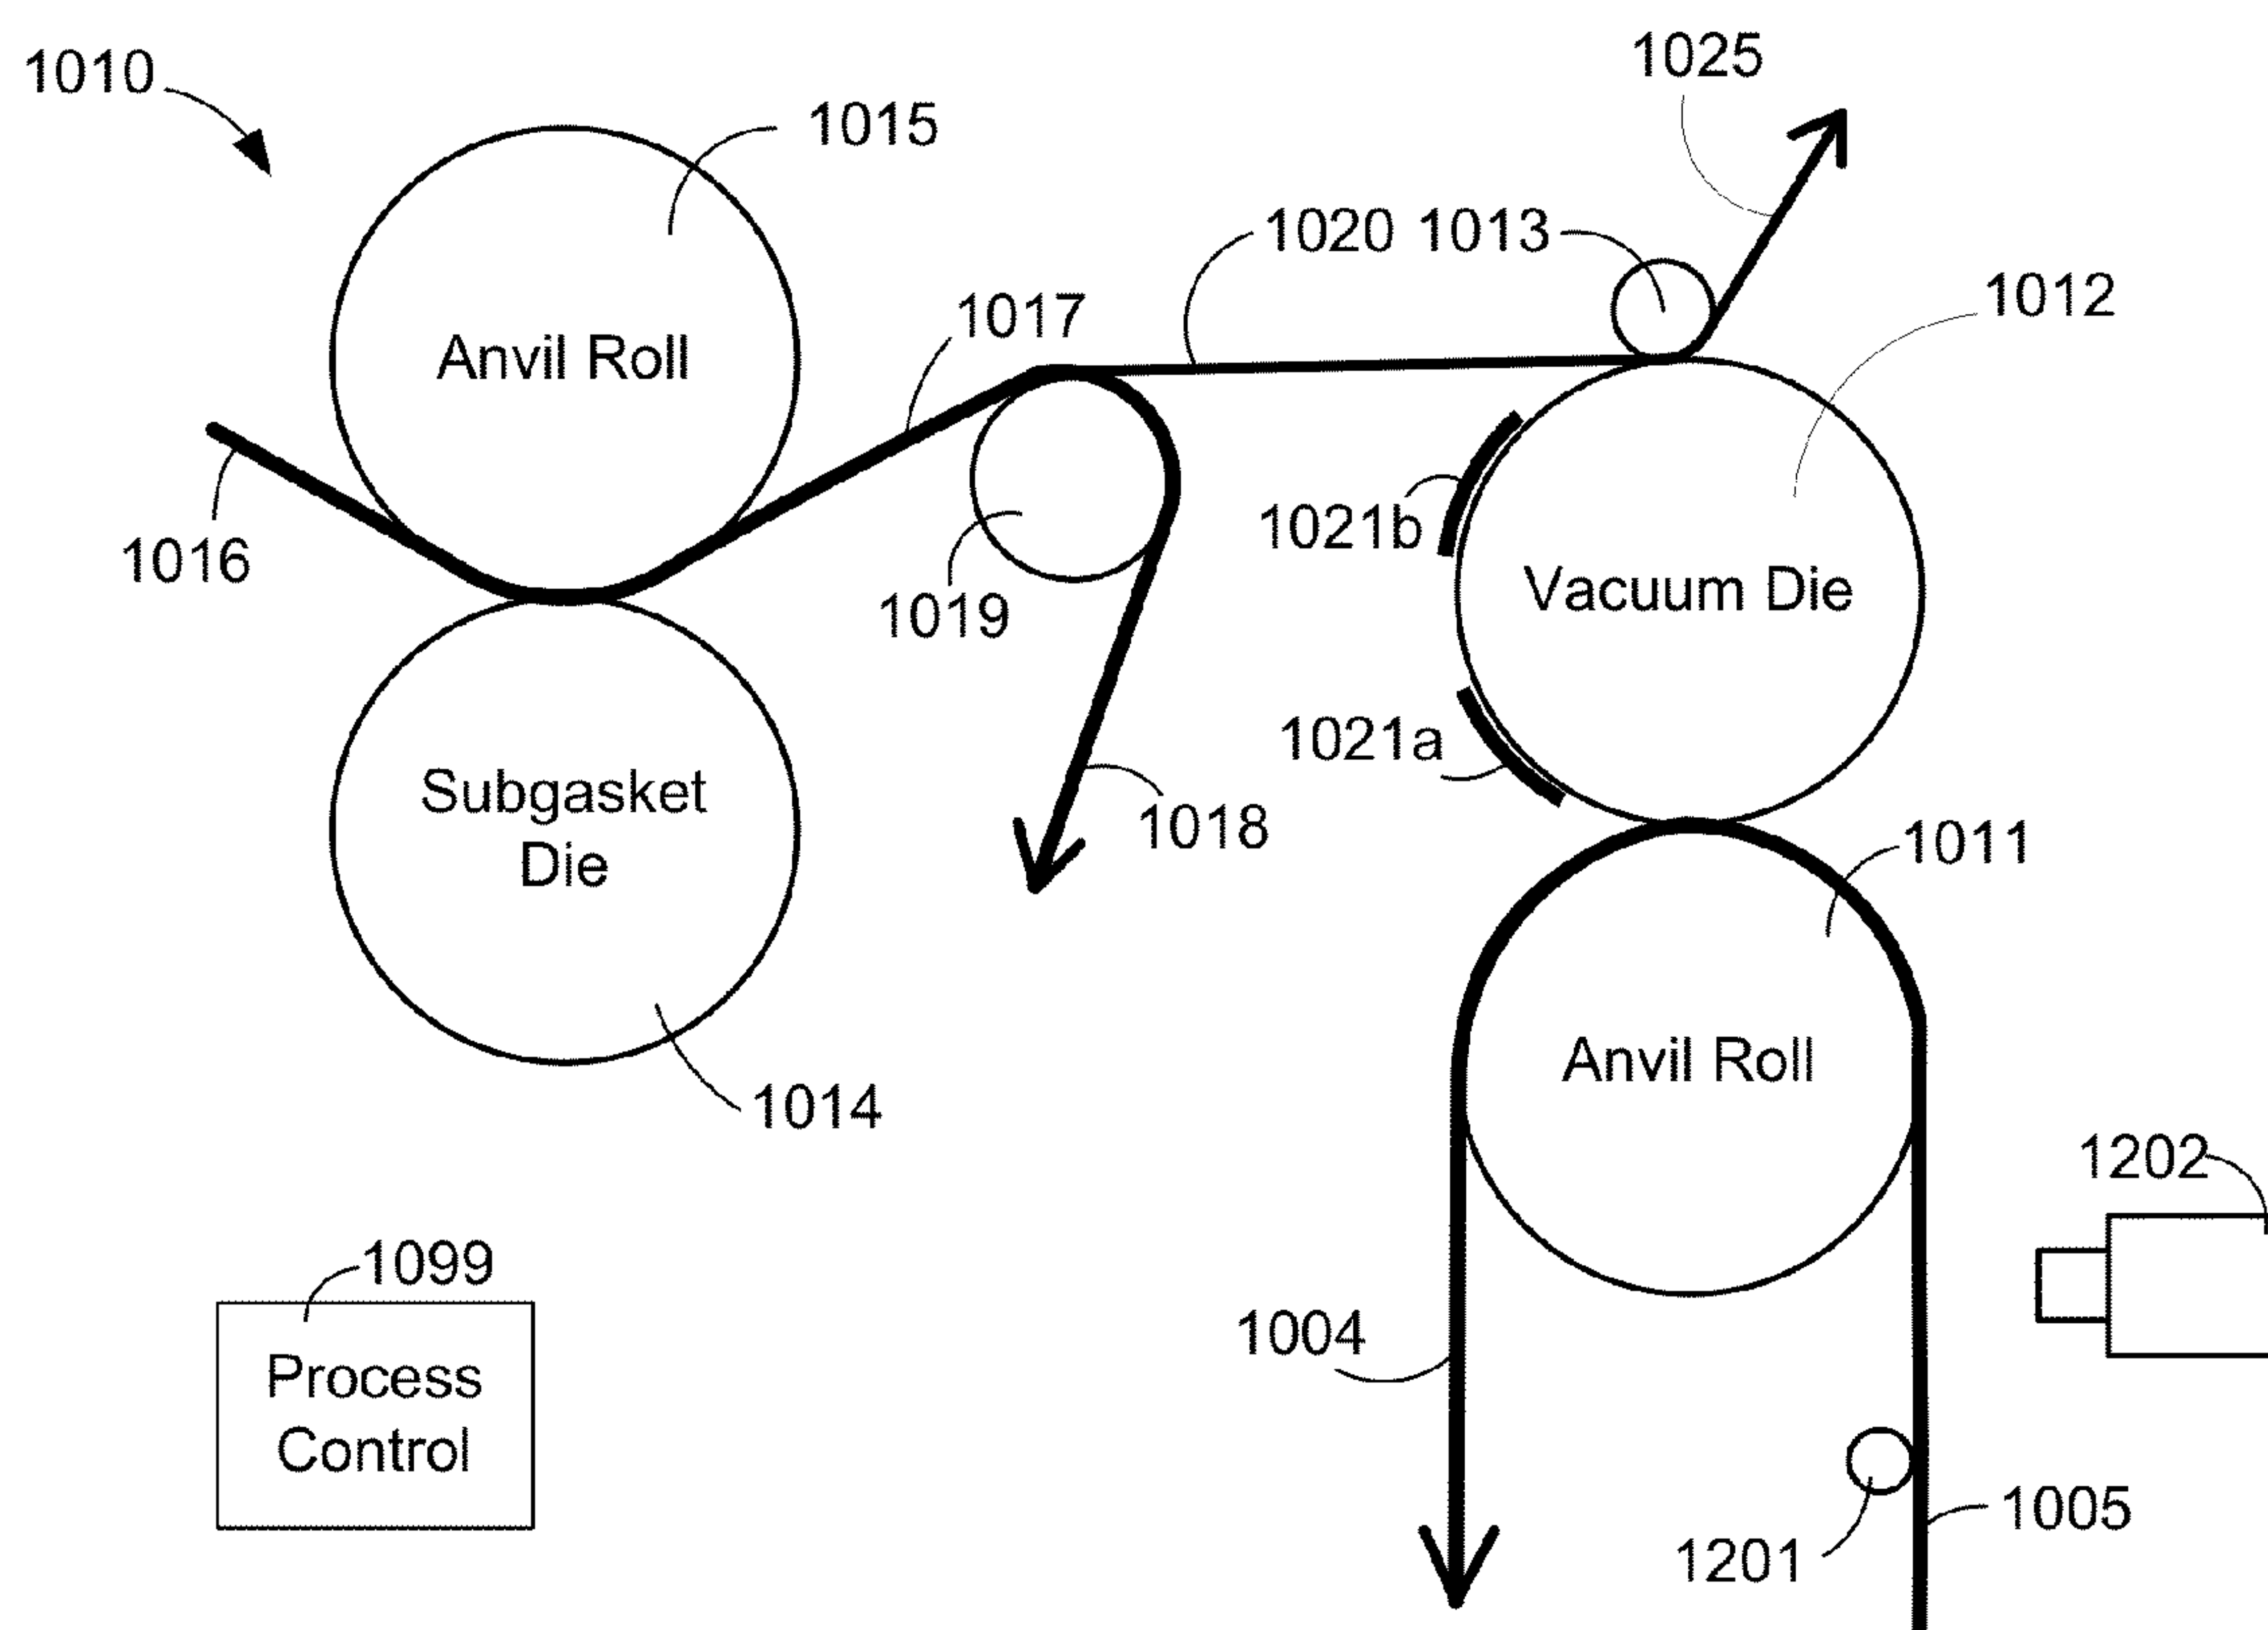 1010
1015
1025
1020 1013
1012
1017
Anvil Roll
1021b
1016
1019
Vacuum Die
1021a
Subgasket
Die
1018
1011
1014
Anvil Roll
1202
1099
1004
Process
Control
1005
1201